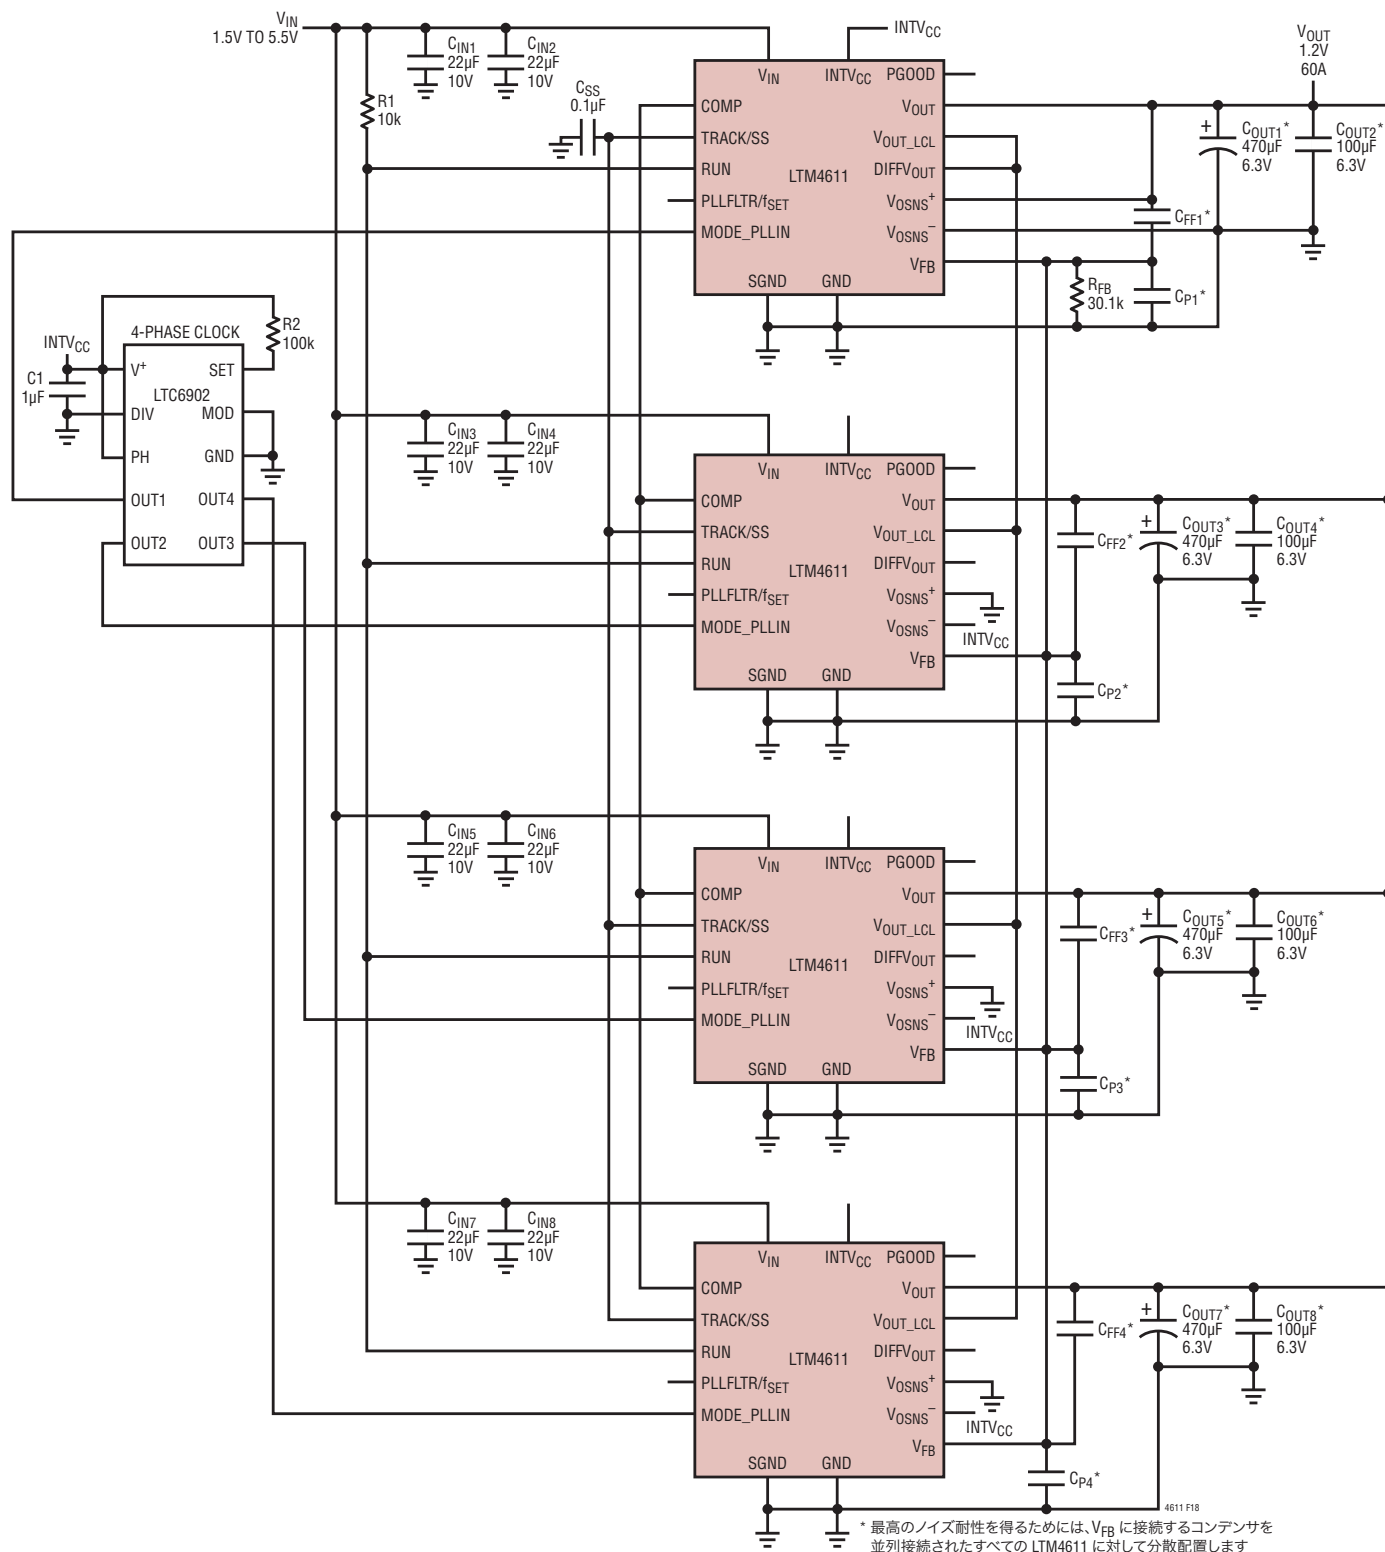 VIN
1.5V TO 5.5V
CIN1
22µF
10V
CIN2
22µF
10V
R1
10k
CSS
0.1µF
INTVCC
VIN
INTVCC
PGOOD
COMP
TRACK/SS
RUN
PLLFLTR/fSET
MODE_PLLIN
LTM4611
VOUT
VOUT_LCL
DIFFVOUT
VOSNS+
VOSNS–
VFB
SGND
GND
VOUT
1.2V
60A
+
COUT1*
470µF
6.3V
COUT2*
100µF
6.3V
CFF1*
RFB
30.1k
CP1*
4-PHASE CLOCK
R2
100k
INTVCC
C1
1µF
V+
SET
LTC6902
DIV
MOD
PH
GND
OUT1
OUT4
OUT2
OUT3
CIN3
22µF
10V
CIN4
22µF
10V
VIN
INTVCC
PGOOD
COMP
TRACK/SS
RUN
PLLFLTR/fSET
MODE_PLLIN
LTM4611
VOUT
VOUT_LCL
DIFFVOUT
VOSNS+
VOSNS–
INTVCC
VFB
SGND
GND
CFF2*
+
COUT3*
470µF
6.3V
COUT4*
100µF
6.3V
CP2*
CIN5
22µF
10V
CIN6
22µF
10V
VIN
INTVCC
PGOOD
COMP
TRACK/SS
RUN
PLLFLTR/fSET
MODE_PLLIN
LTM4611
VOUT
VOUT_LCL
DIFFVOUT
VOSNS+
VOSNS–
INTVCC
VFB
SGND
GND
CFF3*
+
COUT5*
470µF
6.3V
COUT6*
100µF
6.3V
CP3*
CIN7
22µF
10V
CIN8
22µF
10V
VIN
INTVCC
PGOOD
COMP
TRACK/SS
RUN
PLLFLTR/fSET
MODE_PLLIN
LTM4611
VOUT
VOUT_LCL
DIFFVOUT
VOSNS+
VOSNS–
INTVCC
VFB
SGND
GND
CFF4*
+
COUT7*
470µF
6.3V
COUT8*
100µF
6.3V
CP4*
4611 F18
* 最高のノイズ耐性を得るためには、VFB に接続するコンデンサを
並列接続されたすべての LTM4611 に対して分散配置します